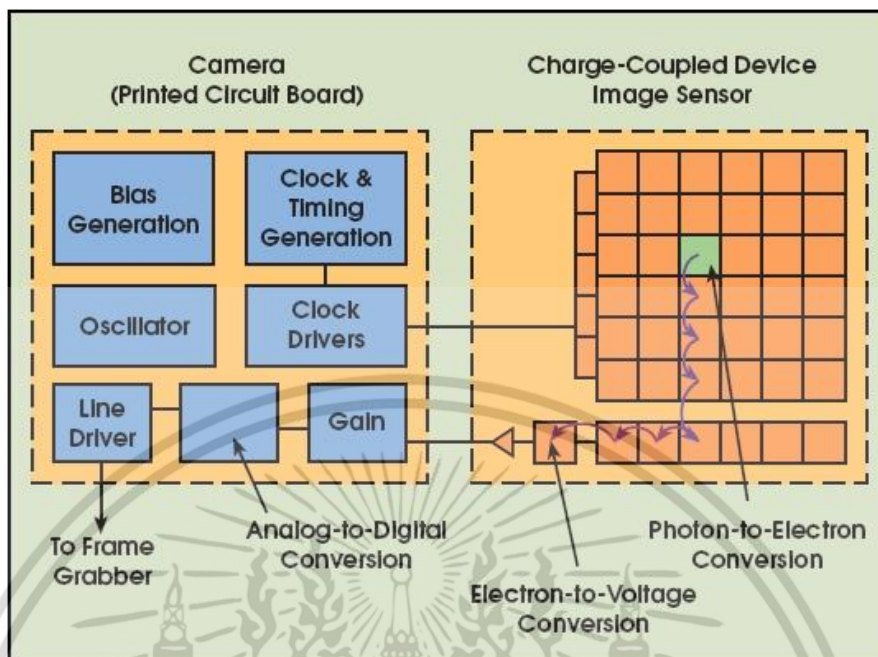 Camera
(Printed Circuit Board)
Charge-Coupled Device
Image Sensor
Bias
Generation
Clock &
Timing
Generation
Oscillator
Clock
Drivers
Line
Driver
Gain
To Frame
Grabber
Analog-to-Digital
Conversion
Electron-to-Voltage
Conversion
Photon-to-Electron
Conversion